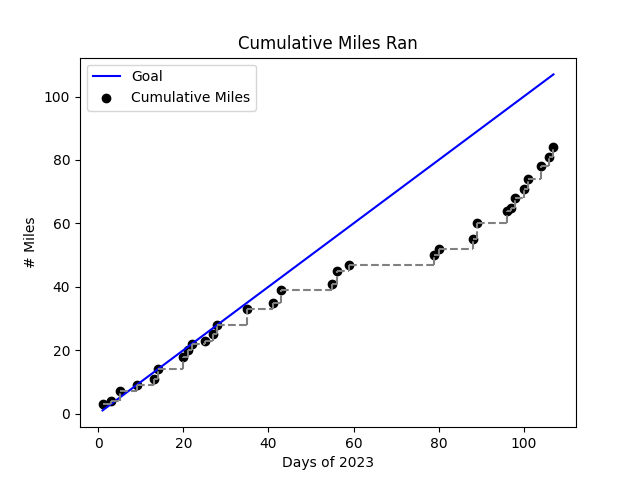 Cumulative Miles Ran
Goal
Cumulative Miles
100
80
60
40
20
0
# Miles
0 20 40 60 80 100
Days of 2023